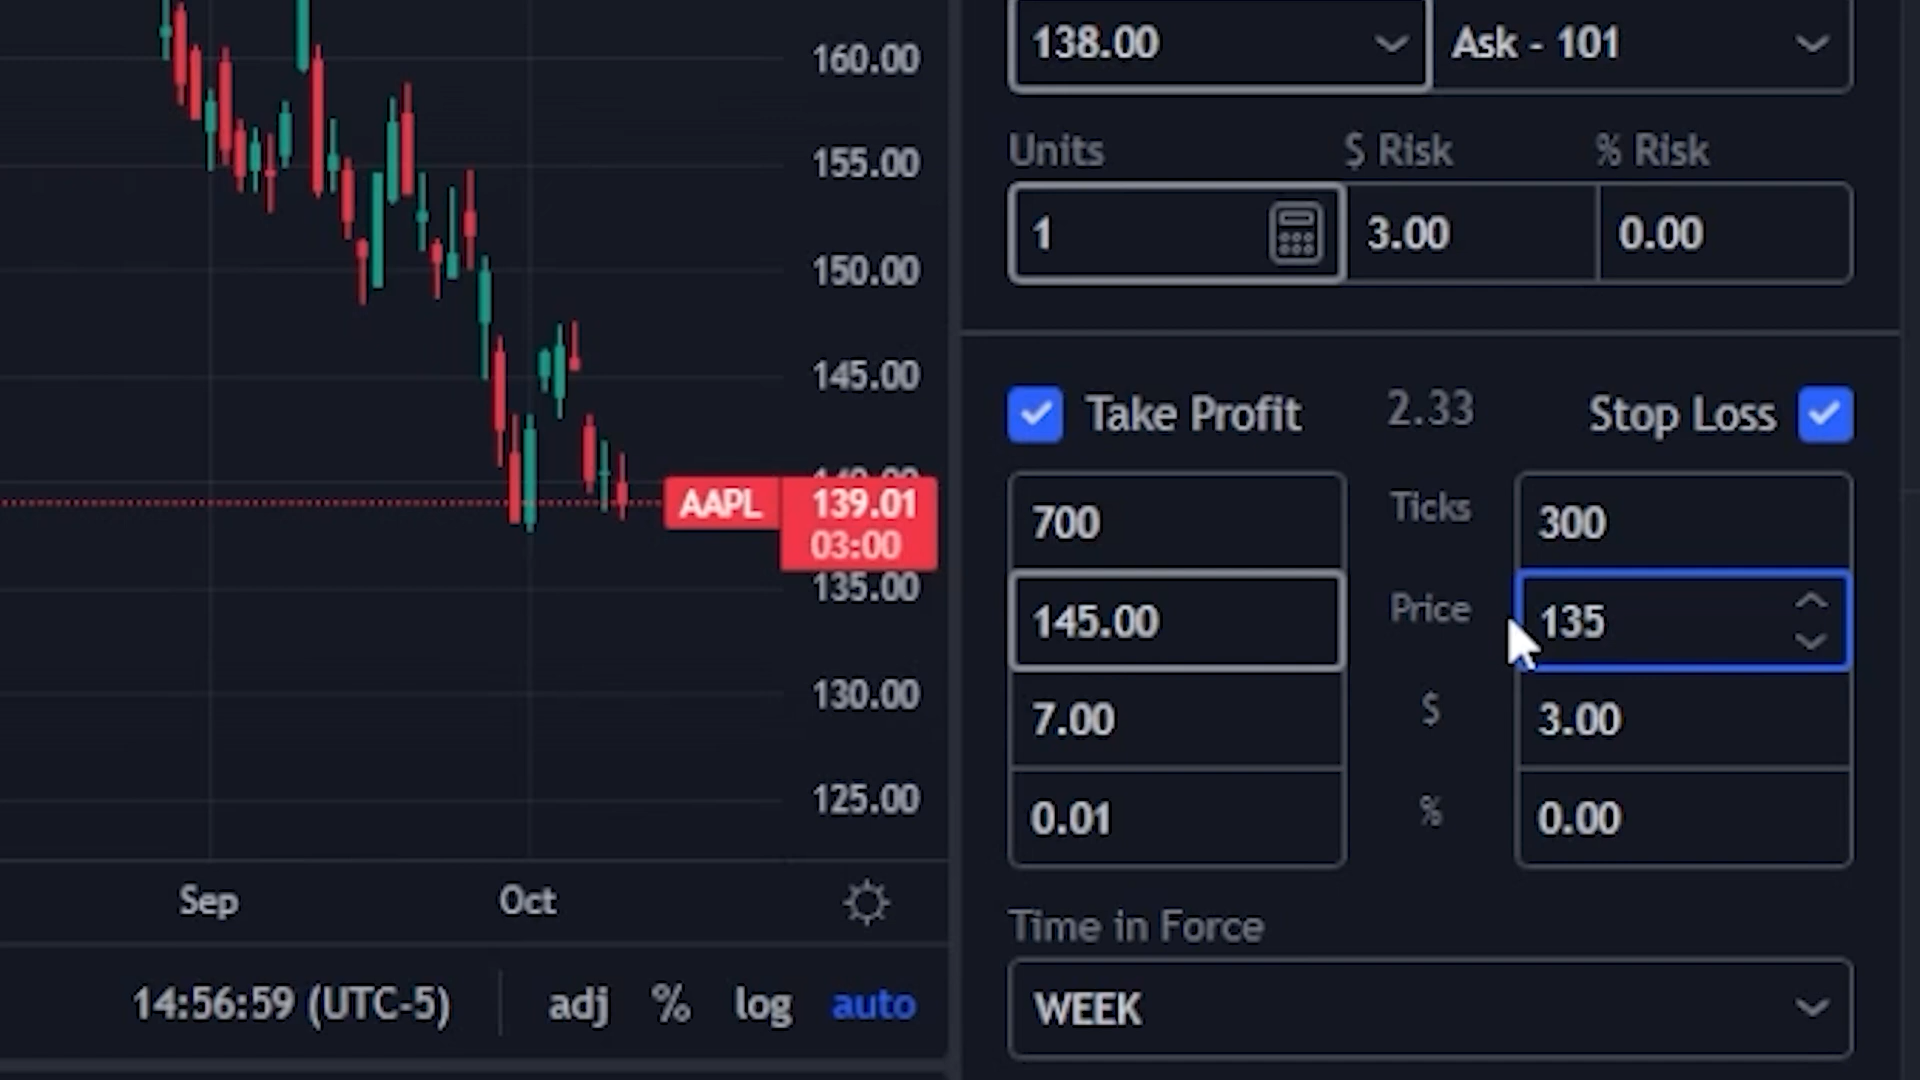 160.00
155.00
150.00
145.00
AAPL 139.01
03:00
135.00
130.00
125.00
Sep Oct
14:56:59 (UTC-5) adj % log auto
138.00 Ask - 101
Units $ Risk % Risk
1 3.00 0.00
Take Profit 2.33 Stop Loss
700 Ticks 300
145.00 Price 135
7.00 $ 3.00
0.01 % 0.00
Time in Force
WEEK